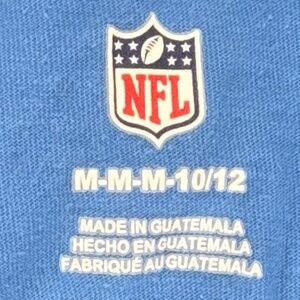 NFL
M-M-M-10/12
MADE IN GUATEMALA
HECHO EN GUATEMALA
FABRIQUÉ AU GUATEMALA